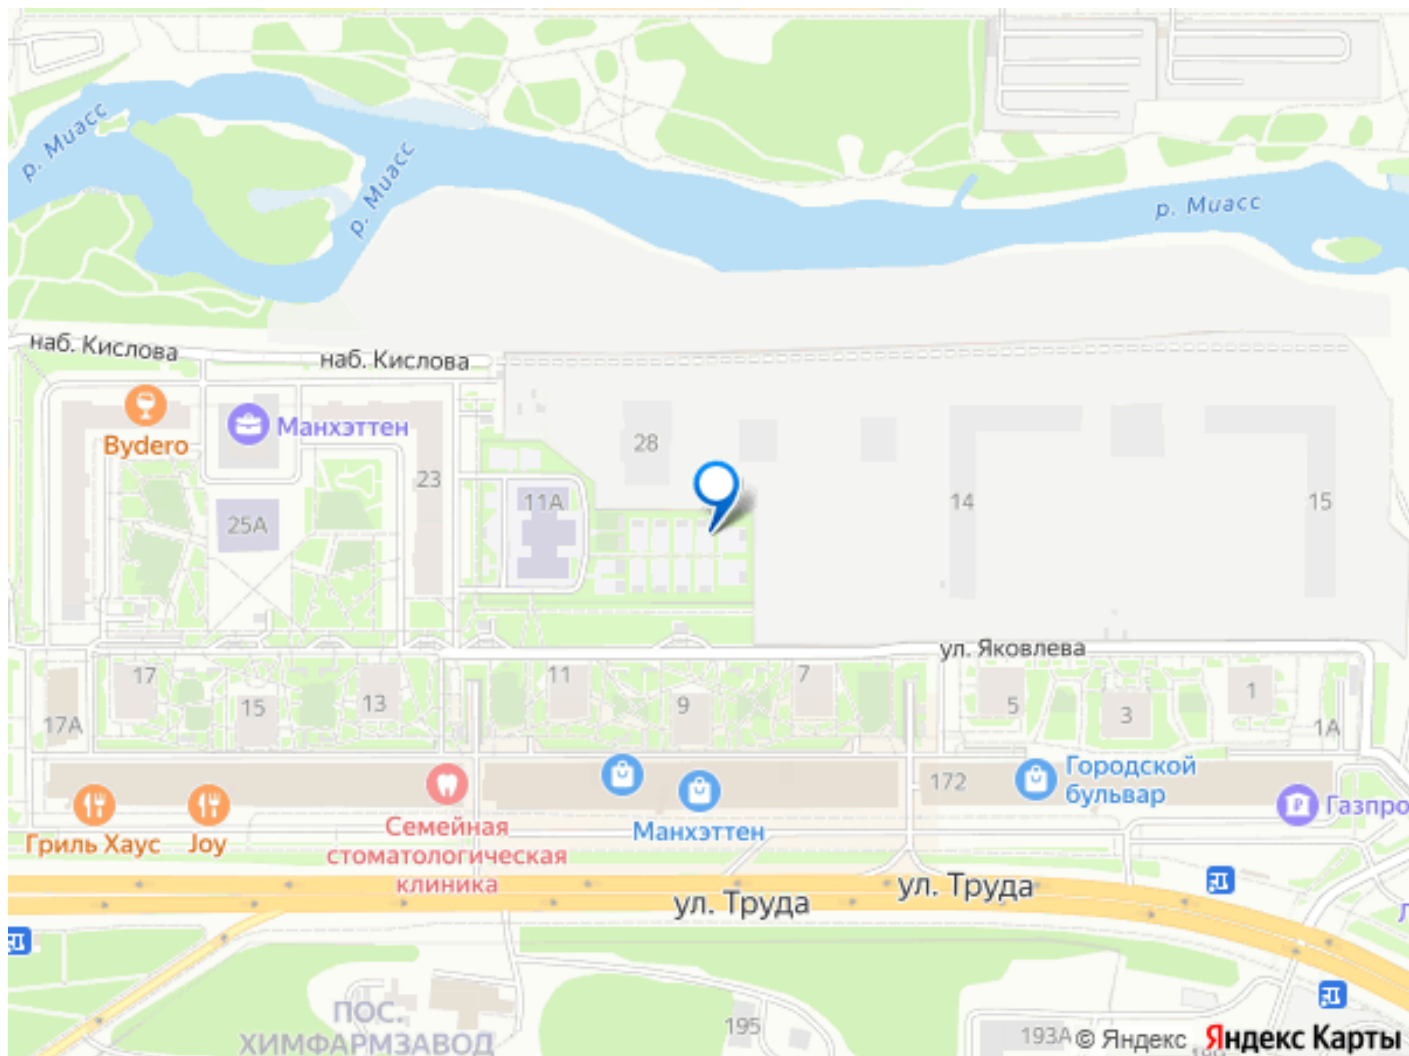 р. Миасс
р. Миасс
р. Миасс
наб. Кислова
наб. Кислова
Bydero
Манхэттен
23
28
11А
25А
14
15
ул. Яковлева
17
15
13
11
9
7
5
3
1
17А
1А
172
Городской
бульвар
Газпро
Гриль Хаус
Joy
Семейная
стоматологическая
клиника
Манхэттен
ул. Труда
ул. Труда
ПОС.
ХИМФАРМЗАВОД
195
193А
© Яндекс Яндекс Карты